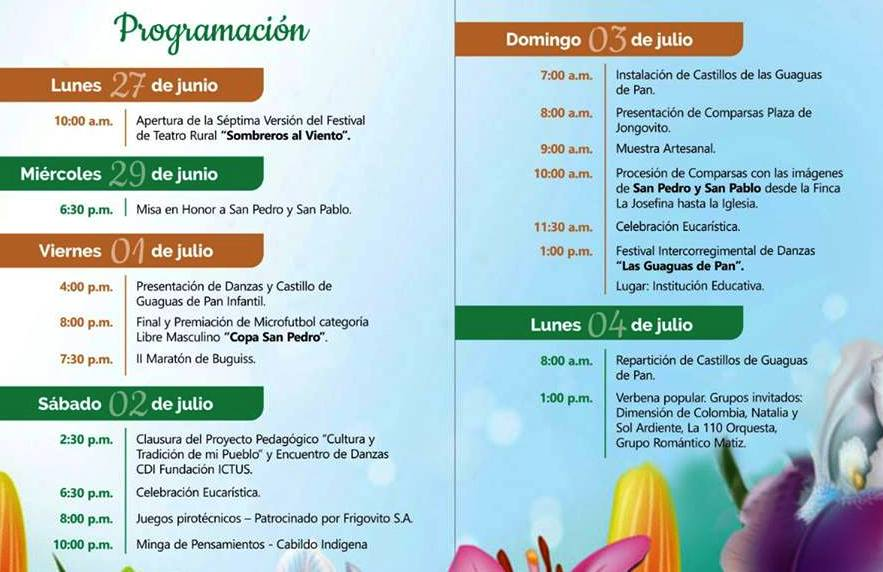 Programación
Lunes 27 de junio
10:00 a.m. Apertura de la Séptima Versión del Festival
de Teatro Rural “Sombreros al Viento”.
Miércoles 29 de junio
6:30 p.m. Misa en Honor a San Pedro y San Pablo.
Viernes 01 de julio
4:00 p.m. Presentación de Danzas y Castillo de
Guaguas de Pan Infantil.
8:00 p.m. Final y Premiación de Microfutbol categoría
Libre Masculino “Copa San Pedro”.
7:30 p.m. II Maratón de Buguiss.
Sábado 02 de julio
2:30 p.m. Clausura del Proyecto Pedagógico “Cultura y
Tradición de mi Pueblo” y Encuentro de Danzas
CDI Fundación ICTUS.
6:30 p.m. Celebración Eucarística.
8:00 p.m. Juegos pirotécnicos – Patrocinado por Frigovito S.A.
10:00 p.m. Minga de Pensamientos - Cabildo Indígena
Domingo 03 de julio
7:00 a.m. Instalación de Castillos de las Guaguas
de Pan.
8:00 a.m. Presentación de Comparsas Plaza de
Jongovito.
9:00 a.m. Muestra Artesanal.
10:00 a.m. Procesión de Comparsas con las imágenes
de San Pedro y San Pablo desde la Finca
La Josefina hasta la Iglesia.
11:30 a.m. Celebración Eucarística.
1:00 p.m. Festival Intercorregimental de Danzas
“Las Guaguas de Pan”.
Lugar: Institución Educativa.
Lunes 04 de julio
8:00 a.m. Repartición de Castillos de Guaguas
de Pan.
1:00 p.m. Verbena popular. Grupos invitados:
Dimensión de Colombia, Natalia y
Sol Ardiente, La 110 Orquesta,
Grupo Romántico Matiz.